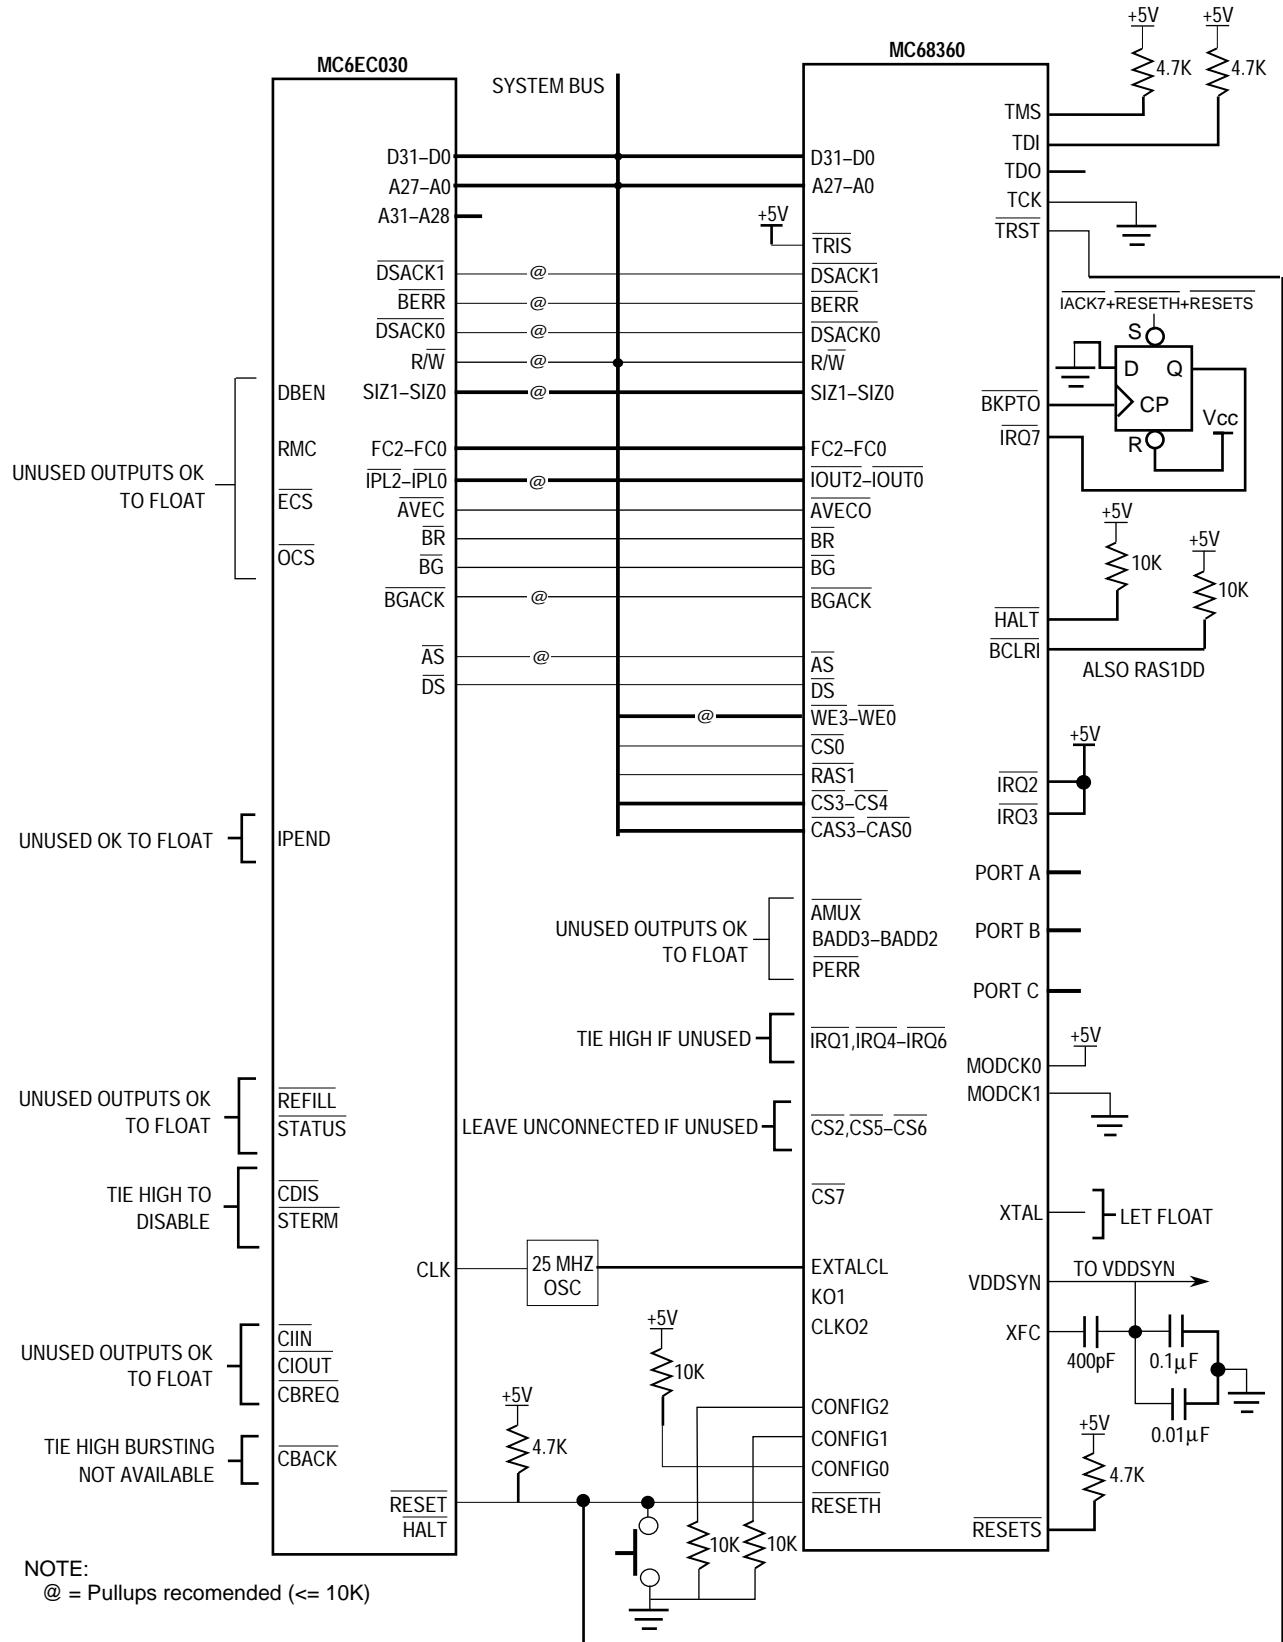 +5V
+5V
MC6EC030
MC68360
SYSTEM BUS
4.7K
4.7K
TMS
TDI
TDO
TCK
TRST
D31–D0
D31–D0
A27–A0
A27–A0
A31–A28
+5V
TRIS
DSACK1
@
DSACK1
BERR
@
BERR
DSACK0
@
DSACK0
R/W
@
R/W
IACK7+RESETH+RESETS
S
D
Q
CP
R
Vcc
DBEN
SIZ1–SIZ0
@
SIZ1–SIZ0
BKPTO
IRQ7
RMC
FC2–FC0
FC2–FC0
UNUSED OUTPUTS OK
TO FLOAT
IPL2–IPL0
@
IOUT2–IOUT0
ECS
AVEC
AVECO
BR
BR
OCS
BG
BG
BGACK
@
BGACK
+5V
10K
+5V
10K
HALT
BCLRI
ALSO RAS1DD
AS
@
AS
DS
DS
@
WE3–WE0
CS0
RAS1
CS3–CS4
CAS3–CAS0
+5V
IRQ2
IRQ3
UNUSED OK TO FLOAT
IPEND
PORT A
PORT B
PORT C
UNUSED OUTPUTS OK
TO FLOAT
AMUX
BADD3–BADD2
PERR
TIE HIGH IF UNUSED
IRQ1,IRQ4–IRQ6
+5V
MODCK0
MODCK1
UNUSED OUTPUTS OK
TO FLOAT
REFILL
STATUS
LEAVE UNCONNECTED IF UNUSED
CS2,CS5–CS6
TIE HIGH TO
DISABLE
CDIS
STERM
CS7
XTAL
LET FLOAT
CLK
25 MHZ
OSC
EXTALCL
KO1
CLKO2
VDDSYN
TO VDDSYN
XFC
400pF
0.1µF
0.01µF
UNUSED OUTPUTS OK
TO FLOAT
CIIN
CIOUT
CBREQ
+5V
10K
+5V
4.7K
CONFIG2
CONFIG1
CONFIG0
+5V
4.7K
TIE HIGH BURSTING
NOT AVAILABLE
CBACK
RESET
HALT
RESETH
RESETS
10K
10K
NOTE:
@ = Pullups recomended (<= 10K)